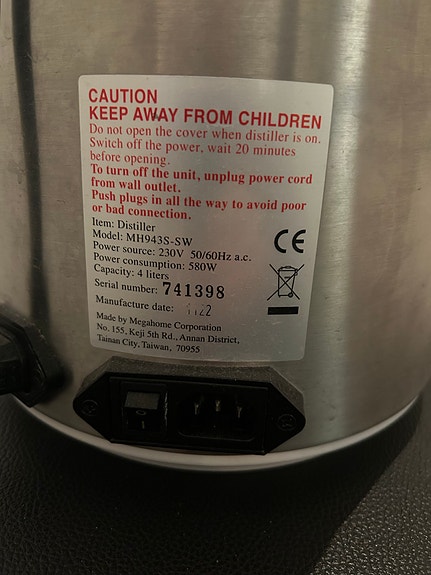 CAUTION
KEEP AWAY FROM CHILDREN
Do not open the cover when distiller is on.
Switch off the power, wait 20 minutes
before opening.
To turn off the unit, unplug power cord
from wall outlet.
Push plugs in all the way to avoid poor
or bad connection.
Item: Distiller
Model: MH943S-SW
Power source: 230V 50/60Hz a.c.
Power consumption: 580W
Capacity: 4 liters
Serial number: 741398
Manufacture date:
Made by Megahome Corporation
No. 155, Keji 5th Rd., Annan District,
Tainan City, Taiwan, 70955
CE